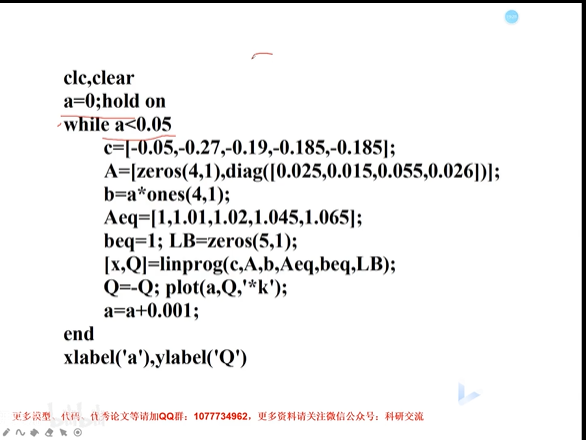 clc,clear
a=0;hold on
while a<0.05
c=[-0.05,-0.27,-0.19,-0.185,-0.185];
A=[zeros(4,1),diag([0.025,0.015,0.055,0.026])];
b=a*ones(4,1);
Aeq=[1,1.01,1.02,1.045,1.065];
beq=1; LB=zeros(5,1);
[x,Q]=linprog(c,A,b,Aeq,beq,LB);
Q=-Q; plot(a,Q,'*k');
a=a+0.001;
end
xlabel('a'),ylabel('Q')
更多模型、代码、优秀论文等请加QQ群：1077734962，更多资料请关注微信公众号：科研交流